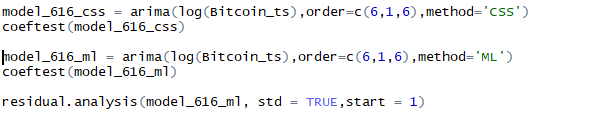 model_616_css = arima(log(Bitcoin_ts),order=c(6,1,6),method='CSS')
coeftest(model_616_css)
model_616_ml = arima(log(Bitcoin_ts),order=c(6,1,6),method='ML')
coeftest(model_616_ml)
residual.analysis(model_616_ml, std = TRUE,start = 1)